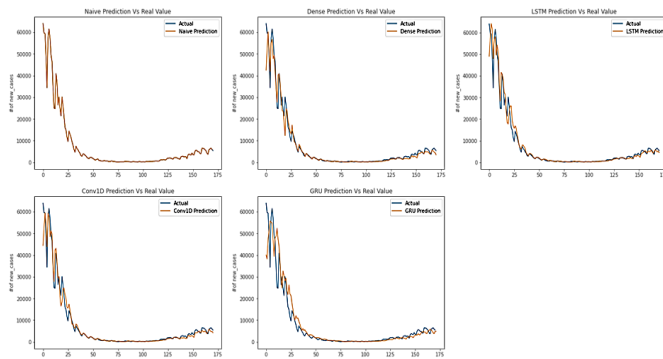 Naive Prediction Vs Real Value
Actual
Naive Prediction
# of new_cases
60000
50000
40000
30000
20000
10000
0
0 25 50 75 100 125 150 175
Dense Prediction Vs Real Value
Actual
Dense Prediction
# of new_cases
60000
50000
40000
30000
20000
10000
0
0 25 50 75 100 125 150 175
LSTM Prediction Vs Real Value
Actual
LSTM Prediction
# of new_cases
60000
50000
40000
30000
20000
10000
0
0 25 50 75 100 125 150 175
Conv1D Prediction Vs Real Value
Actual
Conv1D Prediction
# of new_cases
60000
50000
40000
30000
20000
10000
0
0 25 50 75 100 125 150 175
GRU Prediction Vs Real Value
Actual
GRU Prediction
# of new_cases
60000
50000
40000
30000
20000
10000
0
0 25 50 75 100 125 150 175